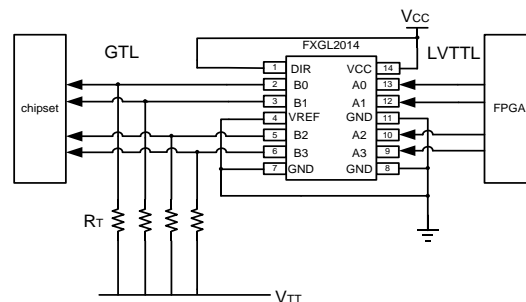 VCC
GTL
FXGL2014
LVTTL
chipset
1 DIR VCC 14
2 B0 A0 13
3 B1 A1 12
4 VREF GND 11
5 B2 A2 10
6 B3 A3 9
7 GND GND 8
FPGA
RT
VTT